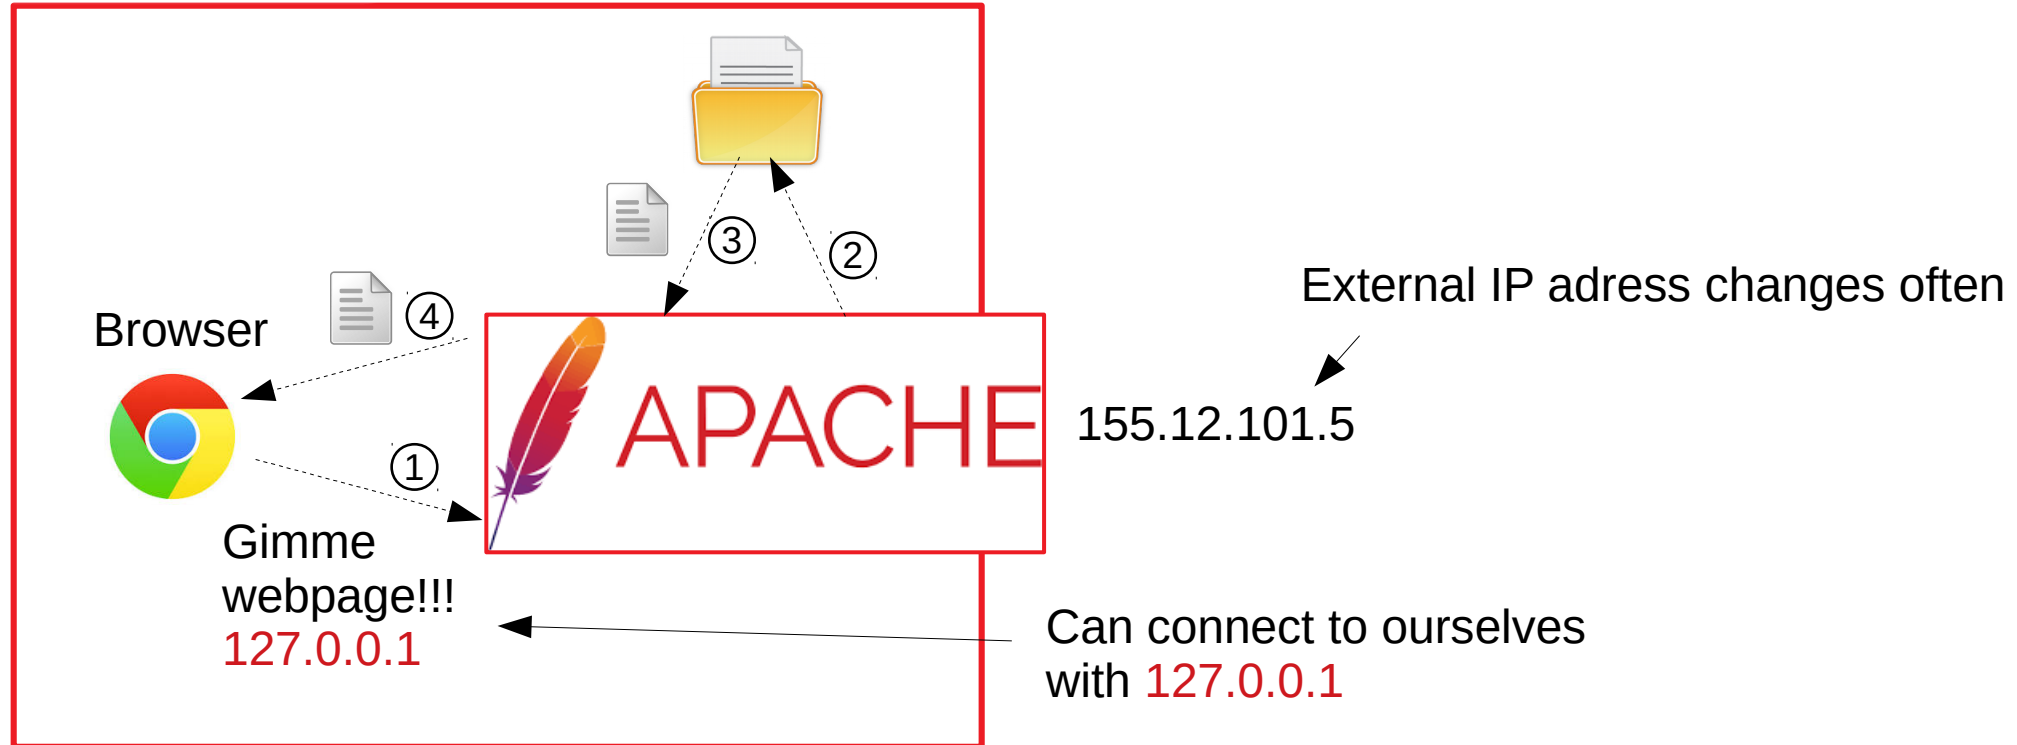 External IP adress changes often
Browser
4
3
2
1
APACHE
155.12.101.5
Gimme
webpage!!!
127.0.0.1
Can connect to ourselves
with 127.0.0.1